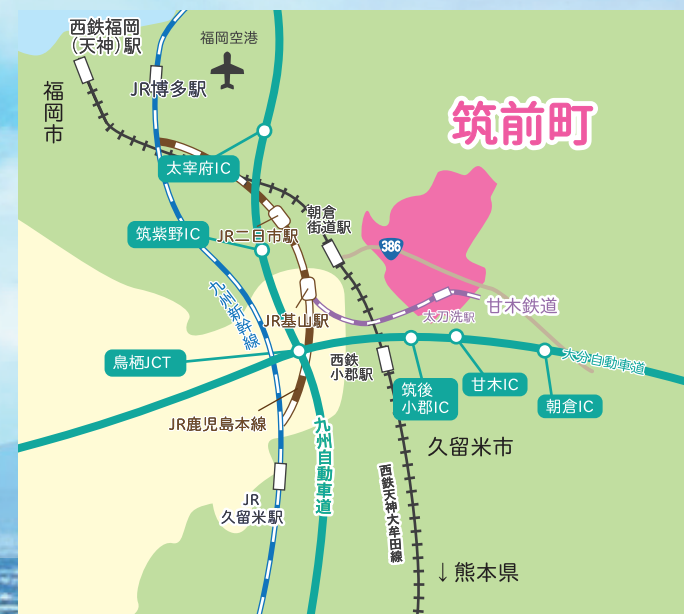 西鉄福岡
(天神)駅
福岡空港
JR博多駅
福岡市
筑前町
太宰府IC
朝倉
街道駅
筑紫野IC
JR二日市駅
386
九州新幹線
JR基山駅
甘木鉄道
太刀洗駅
鳥栖JCT
西鉄
小郡駅
大分自動車道
筑後
小郡IC
甘木IC
朝倉IC
JR鹿児島本線
九州自動車道
久留米市
JR
久留米駅
西鉄天神大牟田線
↓熊本県